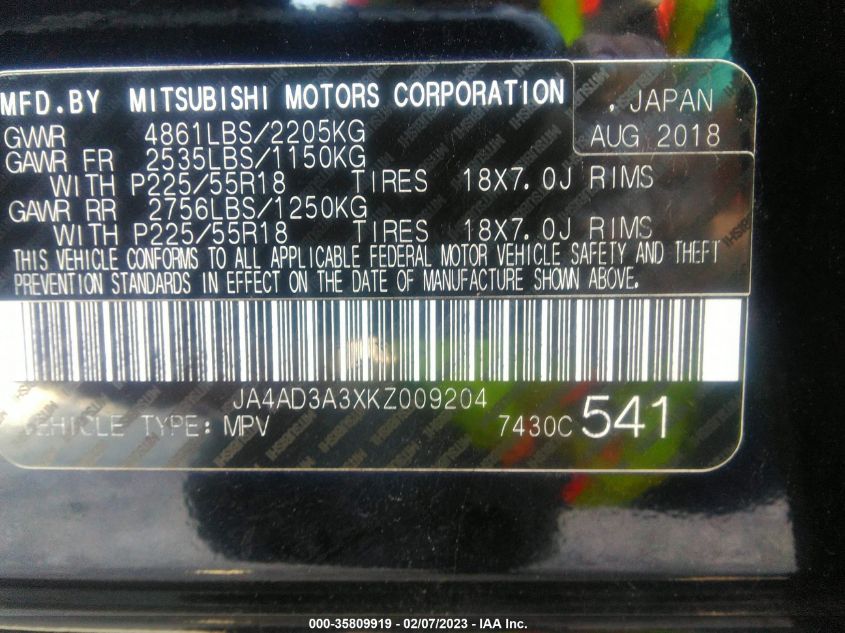 MFD.BY MITSUBISHI MOTORS CORPORATION , JAPAN
GWWR 4861LBS/2205KG AUG 2018
GAWR FR 2535LBS/1150KG
WITH P225/55R18 TIRES 18X7.0J RIMS
GAWR RR 2756LBS/1250KG
WITH P225/55R18 TIRES 18X7.0J RIMS
THIS VEHICLE CONFORMS TO ALL APPLICABLE FEDERAL MOTOR VEHICLE SAFETY AND THEFT
PREVENTION STANDARDS IN EFFECT ON THE DATE OF MANUFACTURE SHOWN ABOVE.
JA4AD3A3XKZ009204
VEHICLE TYPE: MPV 7430C 541
000-35809919 - 02/07/2023 - IAA Inc.